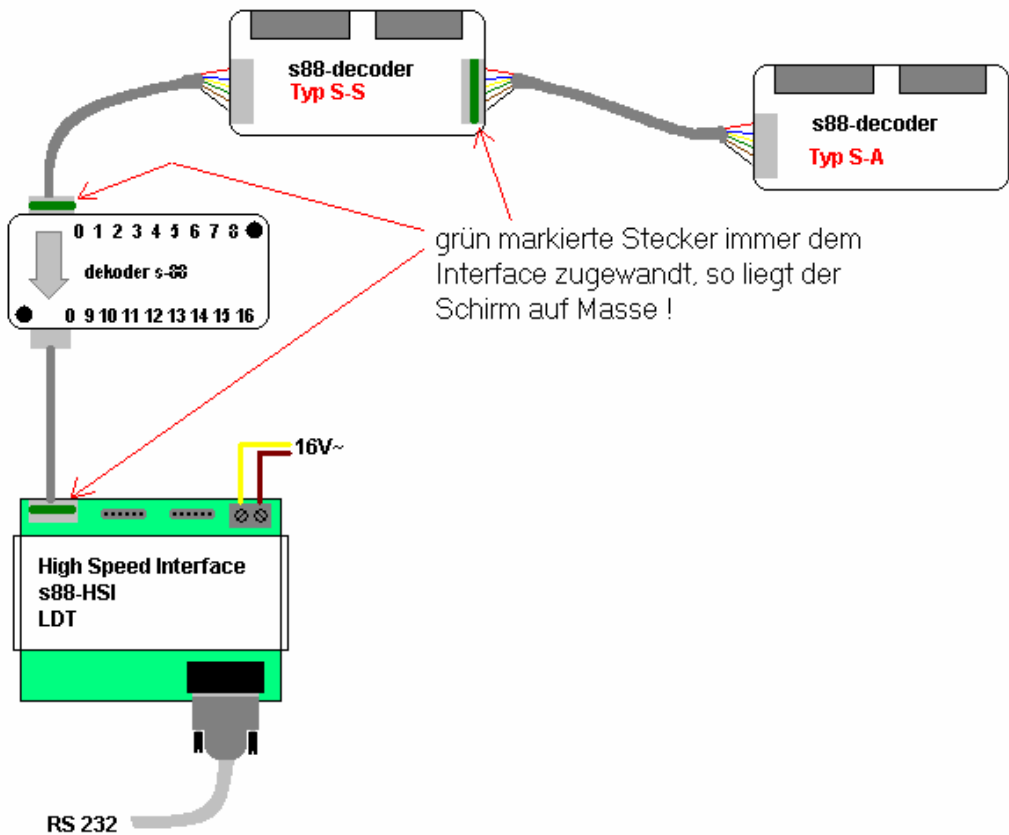 s88-decoder
Typ S-S
s88-decoder
Typ S-A
0 1 2 3 4 5 6 7 8
dekoder s-88
0 9 10 11 12 13 14 15 16
grün markierte Stecker immer dem
Interface zugewandt, so liegt der
Schirm auf Masse !
16V~
High Speed Interface
s88-HSI
LDT
RS 232